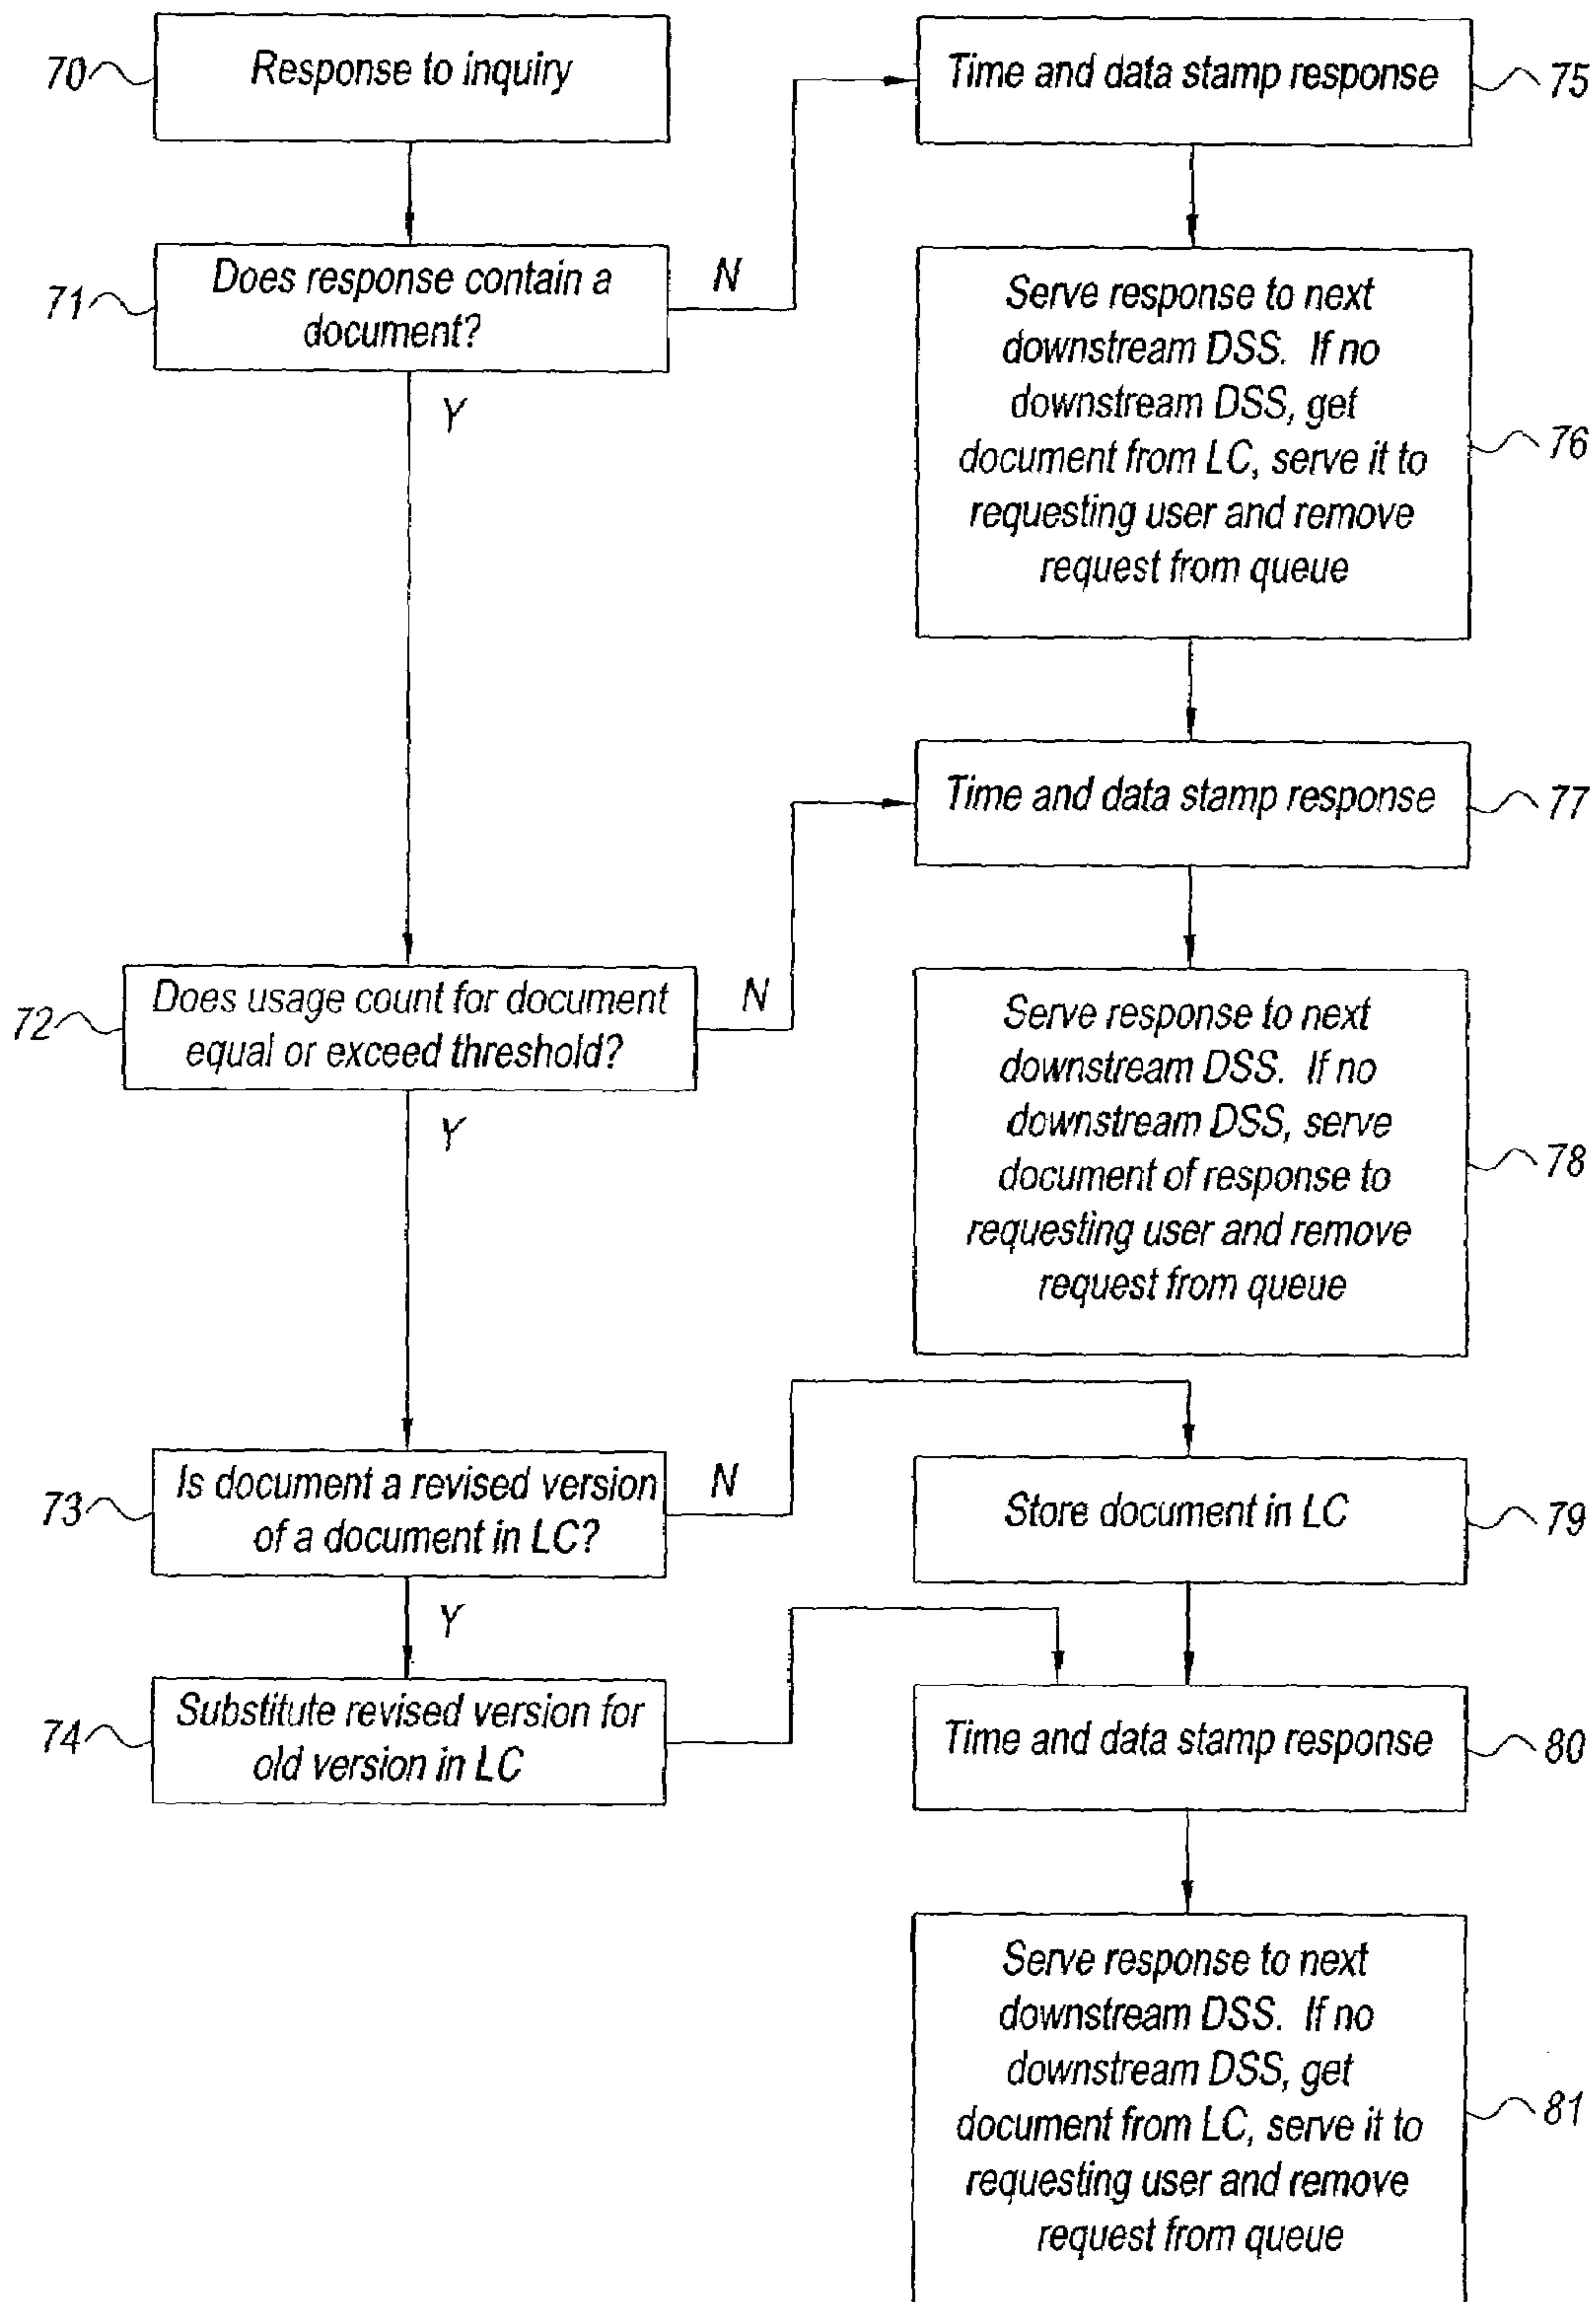 70
Response to inquiry
71
Does response contain a
document?
N
Y
72
Does usage count for document
equal or exceed threshold?
N
Y
73
Is document a revised version
of a document in LC?
N
Y
74
Substitute revised version for
old version in LC
Time and data stamp response
75
Serve response to next
downstream DSS. If no
downstream DSS, get
document from LC, serve it to
requesting user and remove
request from queue
76
Time and data stamp response
77
Serve response to next
downstream DSS. If no
downstream DSS, serve
document of response to
requesting user and remove
request from queue
78
Store document in LC
79
Time and data stamp response
80
Serve response to next
downstream DSS. If no
downstream DSS, get
document from LC, serve it to
requesting user and remove
request from queue
81